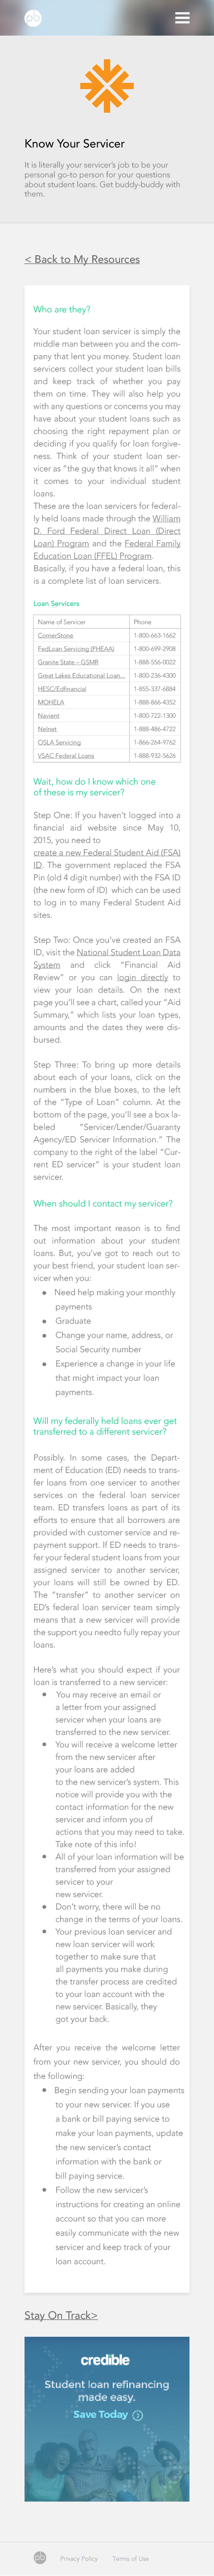 pb
Know Your Servicer
It is literally your servicer's job to be your
personal go-to person for your questions
about student loans. Get buddy-buddy with
them.
< Back to My Resources
Who are they?
Your student loan servicer is simply the
middle man between you and the com-
pany that lent you money. Student loan
servicers collect your student loan bills
and keep track of whether you pay
them on time. They will also help you
with any questions or concerns you may
have about your student loans such as
choosing the right repayment plan or
deciding if you qualify for loan forgive-
ness. Think of your student loan ser-
vicer as "the guy that knows it all" when
it comes to your individual student
loans.
These are the loan servicers for federal-
ly held loans made through the William
D. Ford Federal Direct Loan (Direct
Loan) Program and the Federal Family
Education Loan (FFEL) Program.
Basically, if you have a federal loan, this
is a complete list of loan servicers.
Loan Servicers
Name of Servicer Phone
CornerStone 1-800-663-1662
FedLoan Servicing (PHEAA) 1-800-699-2908
Granite State – GSMR 1-888-556-0022
Great Lakes Educational Loan... 1-800-236-4300
HESC/Edfinancial 1-855-337-6884
MOHELA 1-888-866-4352
Navient 1-800-722-1300
Nelnet 1-888-486-4722
OSLA Servicing 1-866-264-9762
VSAC Federal Loans 1-888-932-5626
Wait, how do I know which one
of these is my servicer?
Step One: If you haven't logged into a
financial aid website since May 10,
2015, you need to
create a new Federal Student Aid (FSA)
ID. The government replaced the FSA
Pin (old 4 digit number) with the FSA ID
(the new form of ID) which can be used
to log in to many Federal Student Aid
sites.
Step Two: Once you've created an FSA
ID, visit the National Student Loan Data
System and click "Financial Aid
Review" or you can login directly to
view your loan details. On the next
page you'll see a chart, called your "Aid
Summary," which lists your loan types,
amounts and the dates they were dis-
bursed.
Step Three: To bring up more details
about each of your loans, click on the
numbers in the blue boxes, to the left
of the "Type of Loan" column. At the
bottom of the page, you'll see a box la-
beled "Servicer/Lender/Guaranty
Agency/ED Servicer Information." The
company to the right of the label "Cur-
rent ED servicer" is your student loan
servicer.
When should I contact my servicer?
The most important reason is to find
out information about your student
loans. But, you've got to reach out to
your best friend, your student loan ser-
vicer when you:
● Need help making your monthly
payments
● Graduate
● Change your name, address, or
Social Security number
● Experience a change in your life
that might impact your loan
payments.
Will my federally held loans ever get
transferred to a different servicer?
Possibly. In some cases, the Depart-
ment of Education (ED) needs to trans-
fer loans from one servicer to another
services on the federal loan servicer
team. ED transfers loans as part of its
efforts to ensure that all borrowers are
provided with customer service and re-
payment support. If ED needs to trans-
fer your federal student loans from your
assigned servicer to another servicer,
your loans will still be owned by ED.
The "transfer" to another servicer on
ED's federal loan servicer team simply
means that a new servicer will provide
the support you needto fully repay your
loans.
Here's what you should expect if your
loan is transferred to a new servicer:
● You may receive an email or
a letter from your assigned
servicer when your loans are
transferred to the new servicer.
● You will receive a welcome letter
from the new servicer after
your loans are added
to the new servicer's system. This
notice will provide you with the
contact information for the new
servicer and inform you of
actions that you may need to take.
Take note of this info!
● All of your loan information will be
transferred from your assigned
servicer to your
new servicer.
● Don't worry, there will be no
change in the terms of your loans.
● Your previous loan servicer and
new loan servicer will work
together to make sure that
all payments you make during
the transfer process are credited
to your loan account with the
new servicer. Basically, they
got your back.
After you receive the welcome letter
from your new servicer, you should do
the following:
● Begin sending your loan payments
to your new servicer. If you use
a bank or bill paying service to
make your loan payments, update
the new servicer's contact
information with the bank or
bill paying service.
● Follow the new servicer's
instructions for creating an online
account so that you can more
easily communicate with the new
servicer and keep track of your
loan account.
Stay On Track>
credible
Student loan refinancing
made easy.
Save Today
pb Privacy Policy Terms of Use